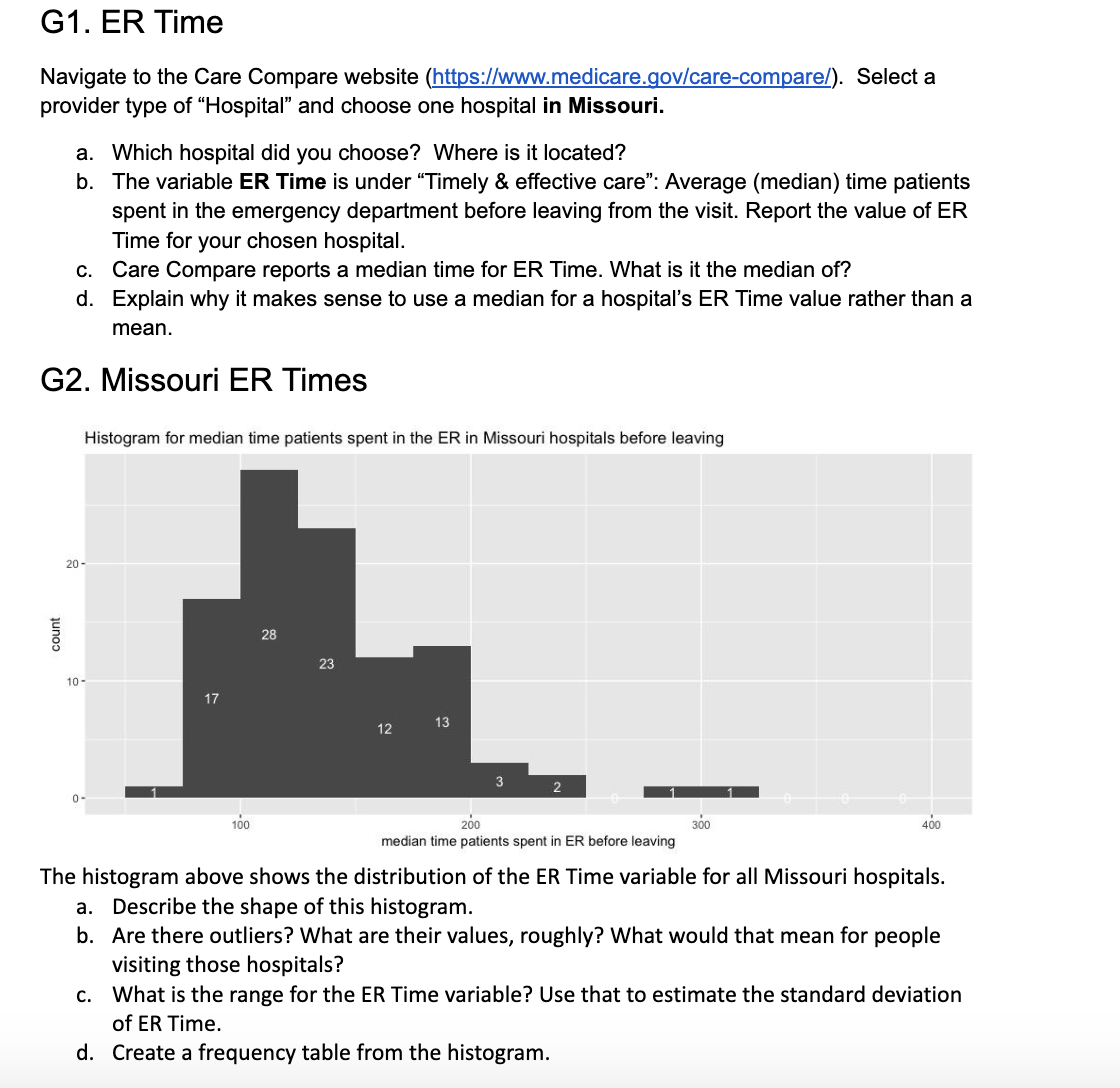 G1. ER Time
Navigate to the Care Compare website (https://www.medicare.gov/care-compare/). Select a
provider type of “Hospital” and choose one hospital in Missouri.
a. Which hospital did you choose? Where is it located?
b. The variable ER Time is under “Timely & effective care”: Average (median) time patients
spent in the emergency department before leaving from the visit. Report the value of ER
Time for your chosen hospital.
c. Care Compare reports a median time for ER Time. What is it the median of?
d. Explain why it makes sense to use a median for a hospital’s ER Time value rather than a
mean.
G2. Missouri ER Times
Histogram for median time patients spent in the ER in Missouri hospitals before leaving
count
20
10
0
1
17
28
23
12
13
3
2
0
1
1
0
0
0
100
200
300
400
median time patients spent in ER before leaving
The histogram above shows the distribution of the ER Time variable for all Missouri hospitals.
a. Describe the shape of this histogram.
b. Are there outliers? What are their values, roughly? What would that mean for people
visiting those hospitals?
c. What is the range for the ER Time variable? Use that to estimate the standard deviation
of ER Time.
d. Create a frequency table from the histogram.